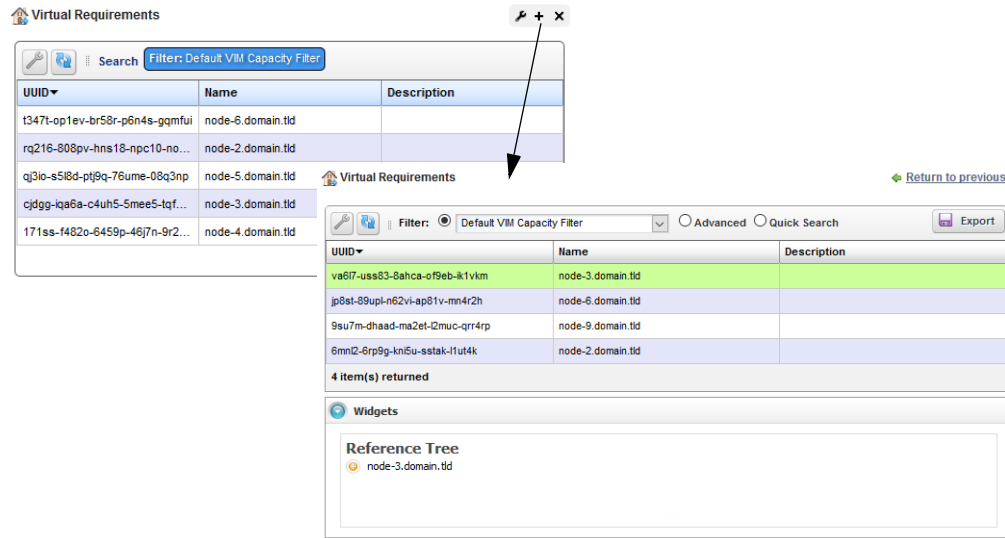 Virtual Requirements
Search Filter: Default VIM Capacity Filter
UUID Name Description
t347t-op1ev-br58r-p6n4s-gqmfui node-6.domain.tld
rq216-808pv-hns18-npc10-no... node-2.domain.tld
qj3io-s5l8d-ptj9q-76ume-08q3np node-5.domain.tld
cjdgg-iqa6a-c4uh5-5mee5-tqf... node-3.domain.tld
171ss-f482o-6459p-46j7n-9r2... node-4.domain.tld
Virtual Requirements
Return to previous
Filter: Default VIM Capacity Filter Advanced Quick Search Export
UUID Name Description
va6l7-uss83-8ahca-of9eb-ik1vkm node-3.domain.tld
jp8st-89upl-n62vi-ap81v-mn4r2h node-6.domain.tld
9su7m-dhaad-ma2et-l2muc-qrr4rp node-9.domain.tld
6mnl2-6rp9g-kni5u-sstak-l1ut4k node-2.domain.tld
4 item(s) returned
Widgets
Reference Tree
node-3.domain.tld